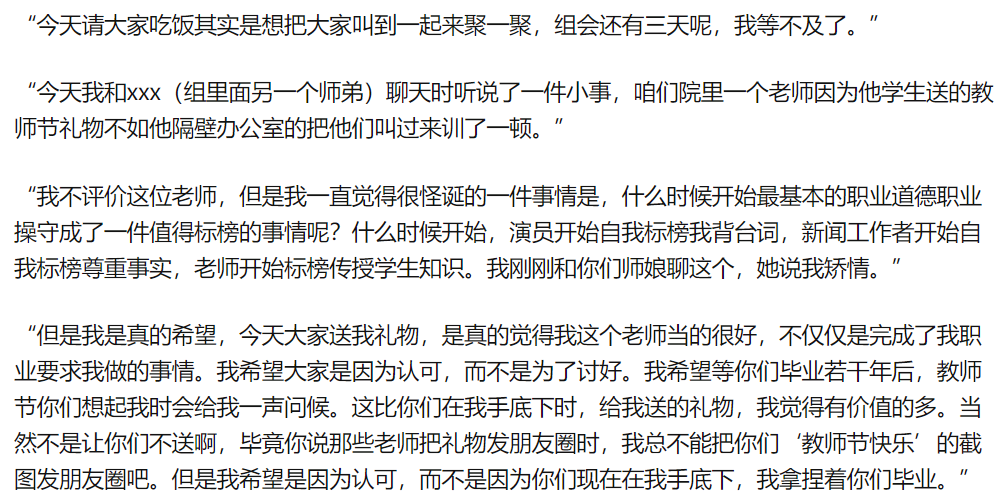 “今天请大家吃饭其实是想把大家叫到一起来聚一聚，组会还有三天呢，我等不及了。”
“今天我和xxx（组里面另一个师弟）聊天时听说了一件小事，咱们院里一个老师因为他学生送的教
师节礼物不如他隔壁办公室的把他们叫过来训了一顿。”
“我不评价这位老师，但是我一直觉得很怪诞的一件事情是，什么时候开始最基本的职业道德职业
操守成了一件值得标榜的事情呢？什么时候开始，演员开始自我标榜我背台词，新闻工作者开始自
我标榜尊重事实，老师开始标榜传授学生知识。我刚刚和你们师娘聊这个，她说我矫情。”
“但是我是真的希望，今天大家送我礼物，是真的觉得我这个老师当的很好，不仅仅是完成了我职
业要求我做的事情。我希望大家是因为认可，而不是为了讨好。我希望等你们毕业若干年后，教师
节你们想起我时会给我一声问候。这比你们在我手底下时，给我送的礼物，我觉得有价值的多。当
然不是让你们不送啊，毕竟你说那些老师把礼物发朋友圈时，我总不能把你们‘教师节快乐’的截
图发朋友圈吧。但是我希望是因为认可，而不是因为你们现在在我手底下，我拿捏着你们毕业。”